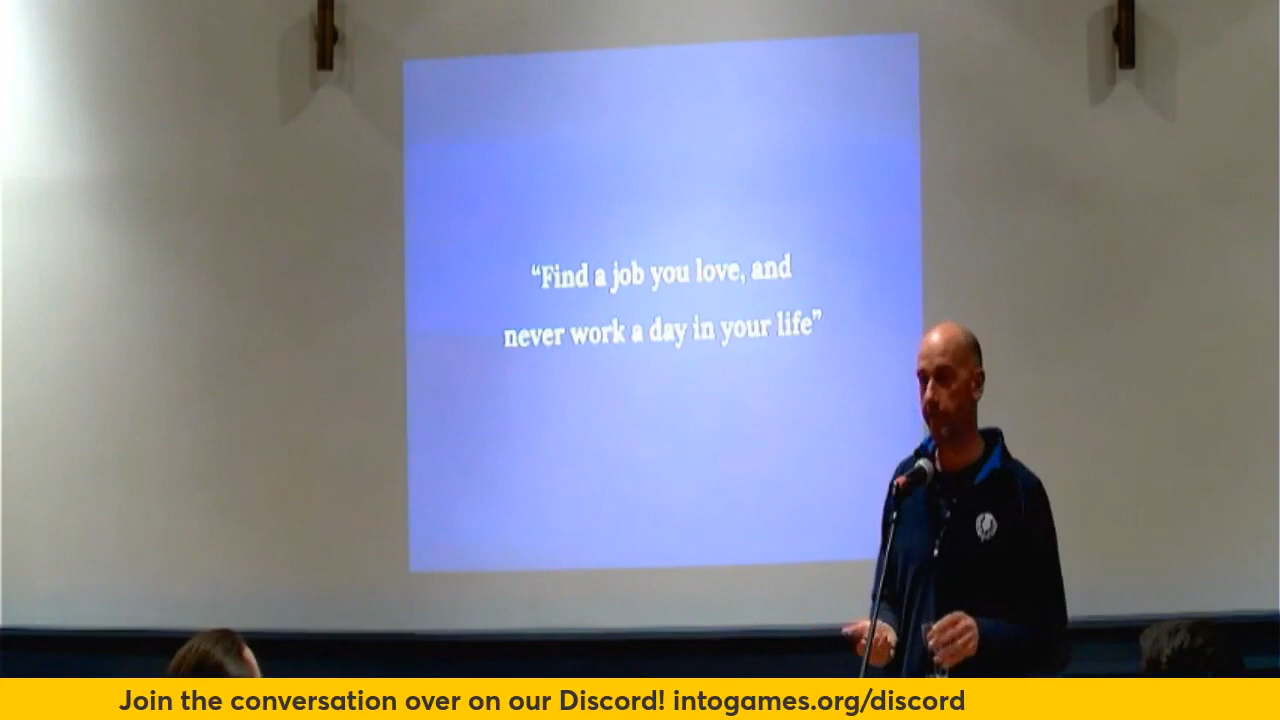 “Find a job you love, and
never work a day in your life”
Join the conversation over on our Discord! intogames.org/discord